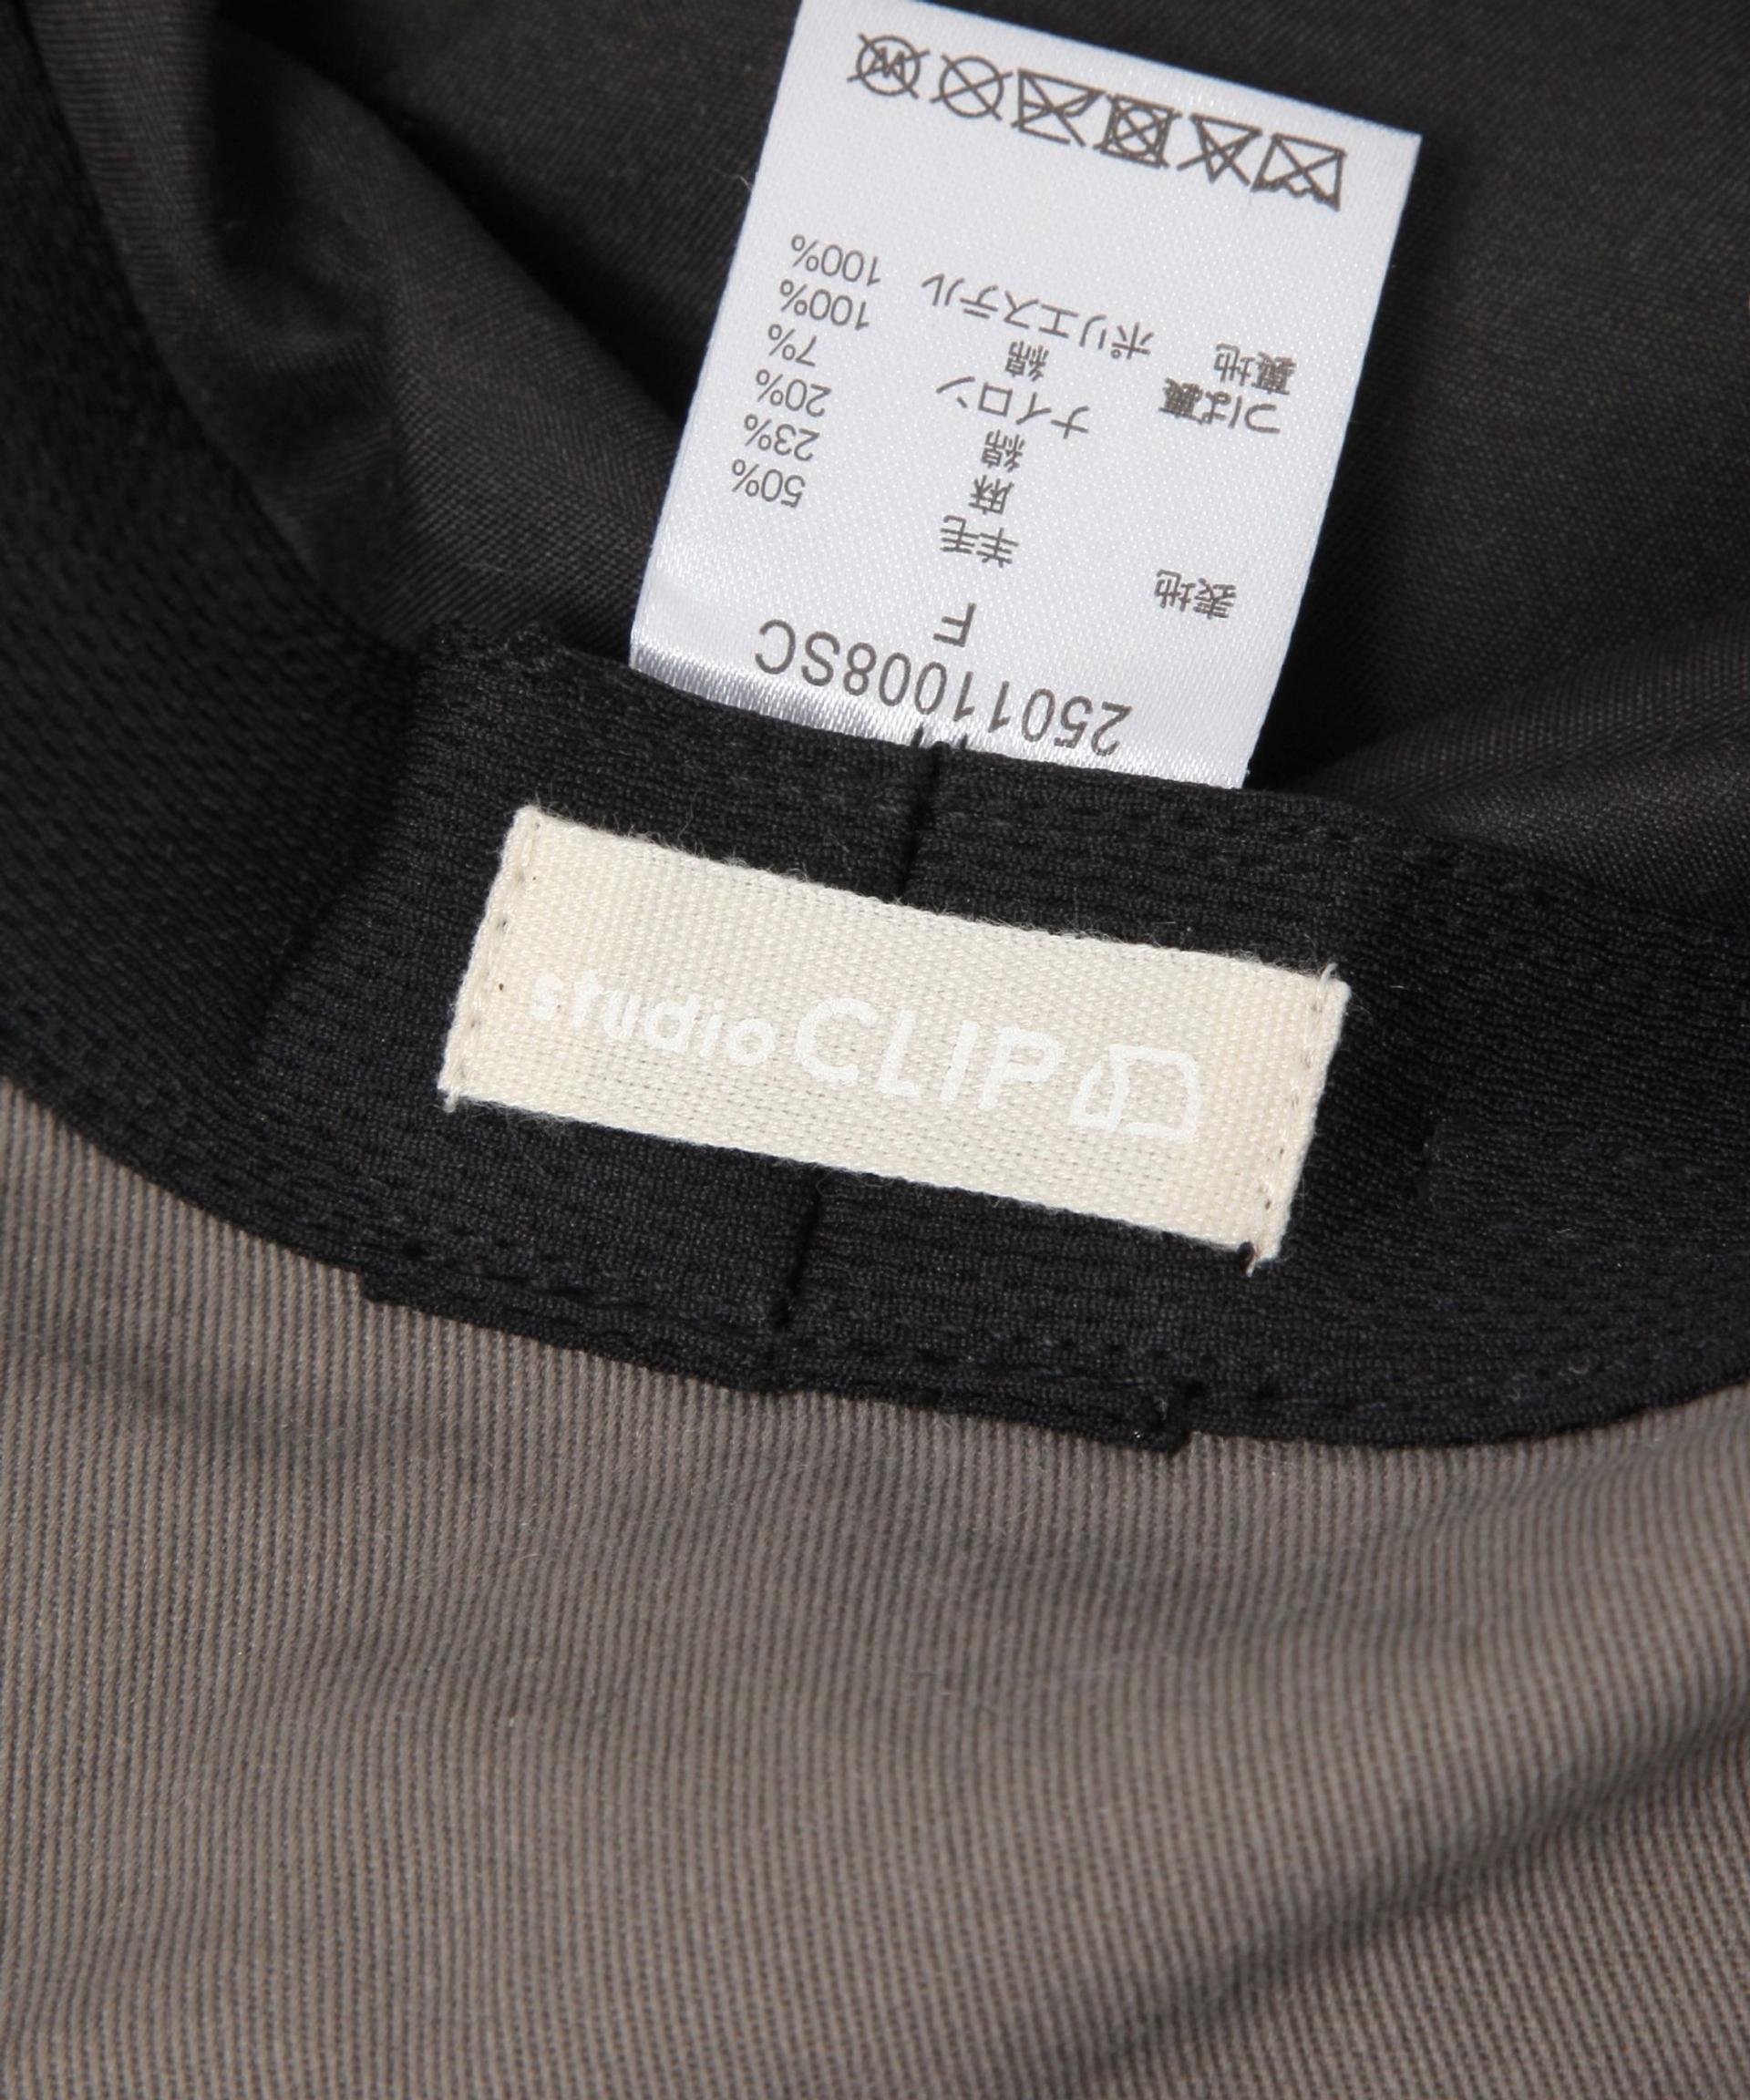 25011008SC
F
表地 羊毛 50%
麻 23%
綿 20%
ナイロン 7%
つば裏 綿 100%
裏地 ポリエステル 100%
studio CLIP